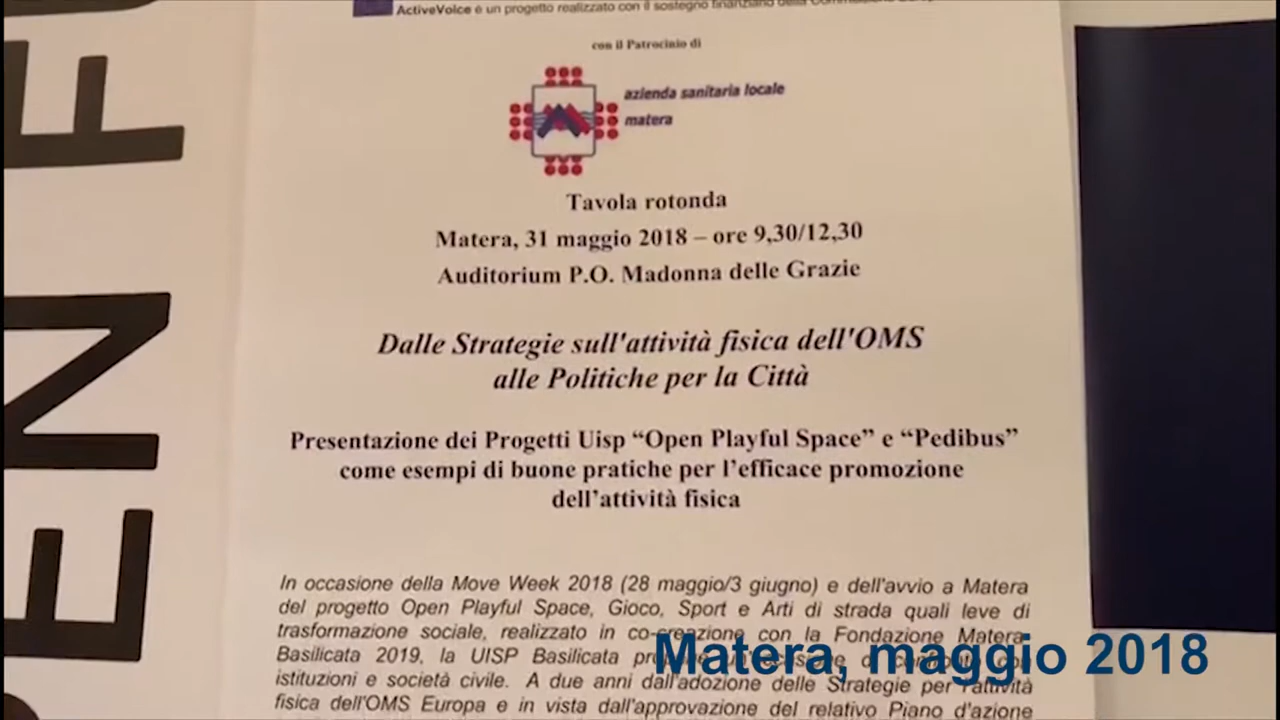 ActiveVoice è un progetto realizzato con il sostegno finanziario della
con il Patrocinio di
azienda sanitaria locale
matera
Tavola rotonda
Matera, 31 maggio 2018 – ore 9,30/12,30
Auditorium P.O. Madonna delle Grazie
Dalle Strategie sull'attività fisica dell'OMS
alle Politiche per la Città
Presentazione dei Progetti Uisp “Open Playful Space” e “Pedibus”
come esempi di buone pratiche per l’efficace promozione
dell’attività fisica
In occasione della Move Week 2018 (28 maggio/3 giugno) e dell'avvio a Matera
del progetto Open Playful Space, Gioco, Sport e Arti di strada quali leve di
trasformazione sociale, realizzato in co-creazione con la Fondazione Matera-
Basilicata 2019, la UISP Basilicata
istituzioni e società civile. A due anni dall'adozione delle Strategie per l'attività
fisica dell'OMS Europa e in vista dall'approvazione del relativo Piano d'azione
Matera, maggio 2018
PEN FU